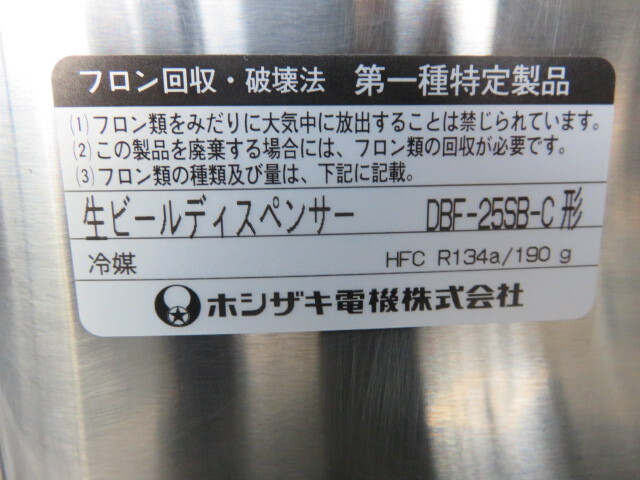 フロン回収・破壊法 第一種特定製品
(1) フロン類をみだりに大気中に放出することは禁じられています。
(2) この製品を廃棄する場合には、フロン類の回収が必要です。
(3) フロン類の種類及び量は、下記に記載。
生ビールディスペンサー DBF-25SB-C形
冷媒 HFC R134a/190 g
ホシザキ電機株式会社